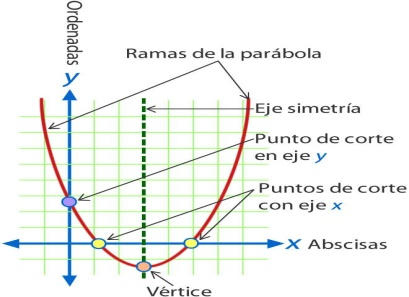 Ordenadas
Ramas de la parábola
y
Eje simetría
Punto de corte
en eje y
Puntos de corte
con eje x
x Abscisas
Vértice